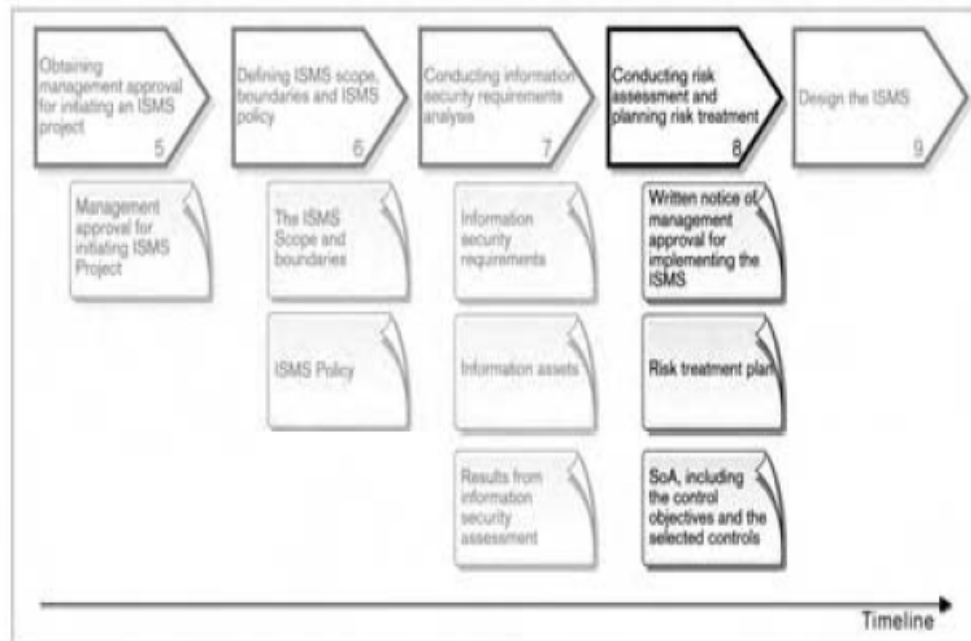 Obtaining
management approval
for initiating an ISMS
project
5
Defining ISMS scope,
boundaries and ISMS
policy
6
Conducting information
security requirements
analysis
7
Conducting risk
assessment and
planning risk treatment
8
Design the ISMS
9
Management
approval for
initiating ISMS
Project
The ISMS
Scope and
boundaries
Information
security
requirements
Written notice of
management
approval for
implementing the
ISMS
ISMS Policy
Information assets
Risk treatment plan
Results from
information
security
assessment
SoA, including
the control
objectives and the
selected controls
Timeline